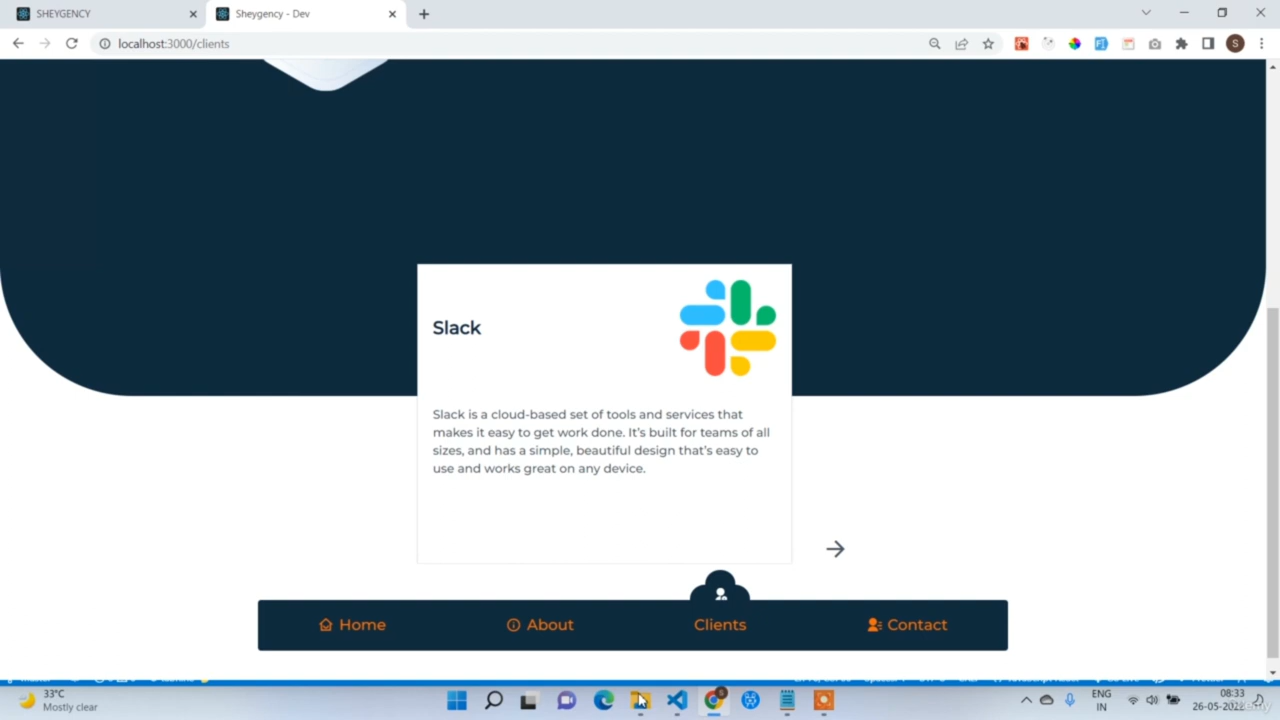 SHEYGENCY
Sheygency - Dev
localhost:3000/clients
S
Slack
Slack is a cloud-based set of tools and services that
makes it easy to get work done. It's built for teams of all
sizes, and has a simple, beautiful design that's easy to
use and works great on any device.
Home
About
Clients
Contact
33°C
Mostly clear
ENG
IN
08:33
26-05-2022